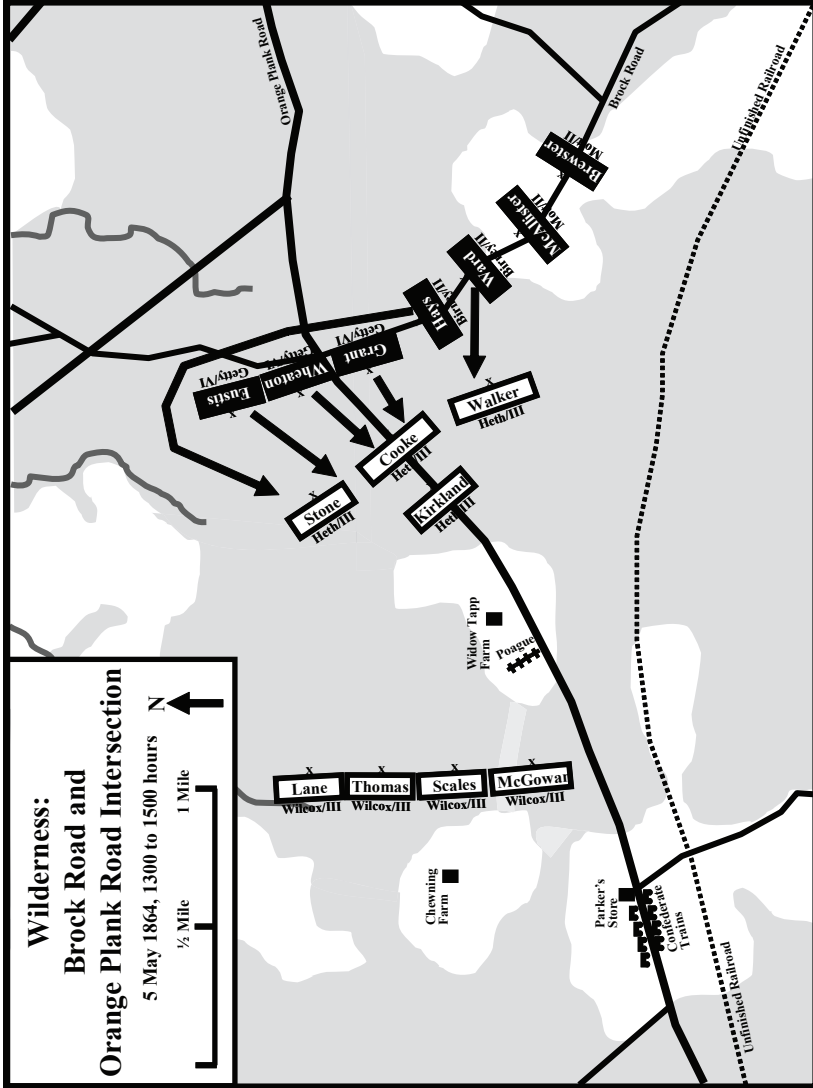 Wilderness:
Brock Road and
Orange Plank Road Intersection
5 May 1864, 1300 to 1500 hours
N
½ Mile
1 Mile
Orange Plank Road
Brock Road
Unfinished Railroad
Brewster
Mott/II
x
McAllister
Mott/II
x
Ward
Birney/II
Hays
Birney/II
Grant
Getty/VI
x
Wheaton
Getty/VI
x
Eustis
Getty/VI
x
x
Walker
Heth/III
Cooke
Heth/III
x
Stone
Heth/III
Kirkland
Heth/III
Widow Tapp
Farm
Poague
x
Lane
Wilcox/III
x
Thomas
Wilcox/III
x
Scales
Wilcox/III
x
McGowan
Wilcox/III
Chewning
Farm
Parker's
Store
Confederate
Trains
Unfinished Railroad